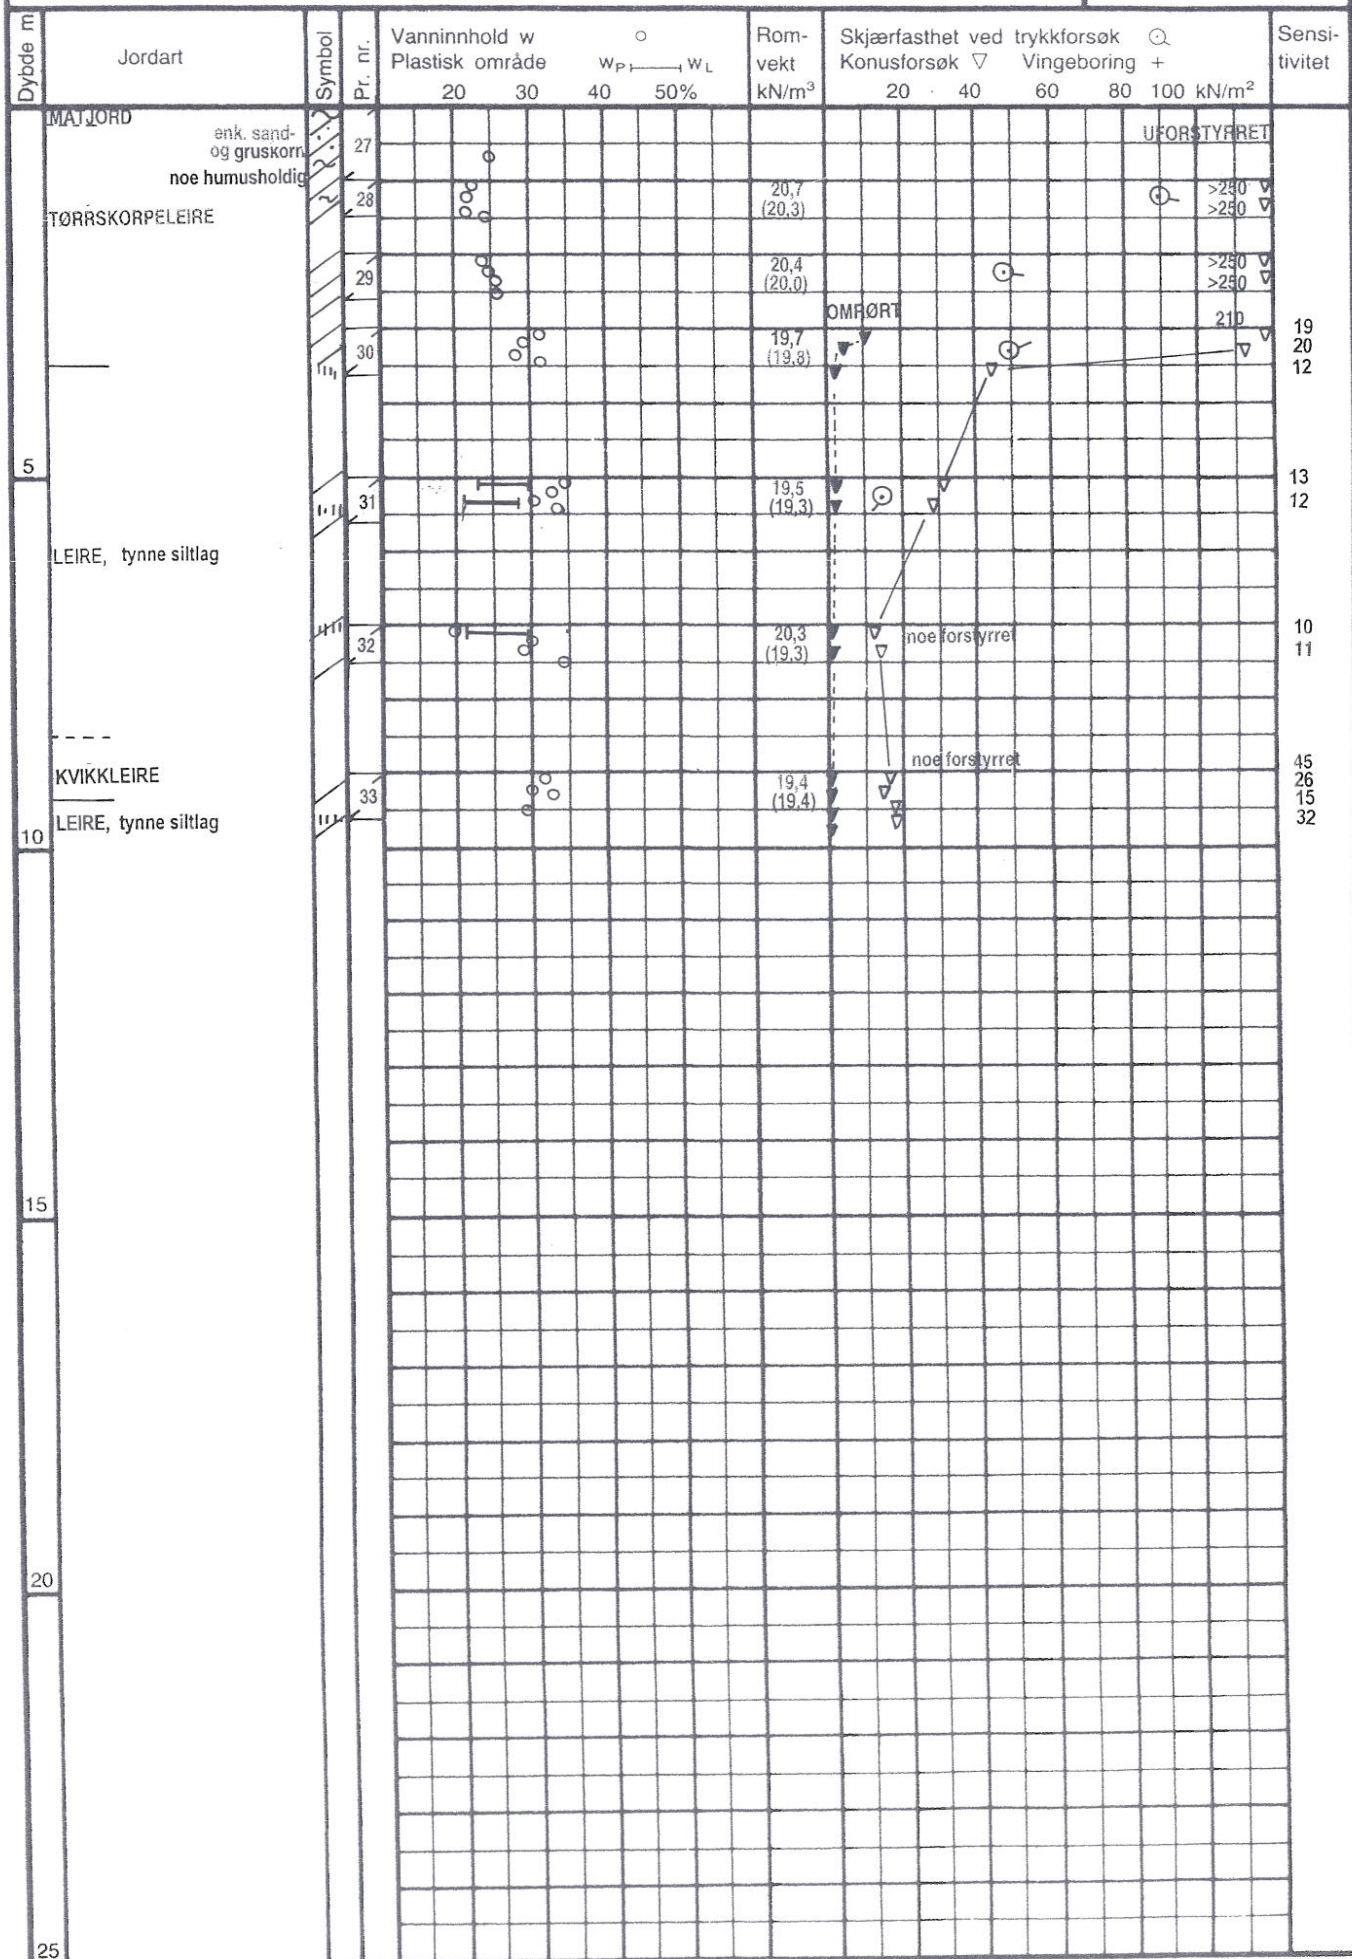 Dybde m
Jordart
Symbol
Pr. nr.
Vanninnhold w
Plastisk område wP wL
20 30 40 50%
Rom-
vekt
kN/m³
Skjærfasthet ved trykkforsøk
Konusforsøk ▽ Vingeboring +
20 40 60 80 100 kN/m²
Sensi-
tivitet
MATJORD
enk. sand-
og gruskorn
noe humusholdig
TØRRSKORPELEIRE
27
UFORSTYRRET
28
20,7
(20,3)
>250
>250
29
20,4
(20,0)
>250
>250
OMRØRT
30
19,7
(19,8)
210
19
20
12
5
31
19,5
(19,3)
13
12
LEIRE, tynne siltlag
32
20,3
(19,3)
noe forstyrret
10
11
KVIKKLEIRE
33
19,4
(19,4)
noe forstyrret
45
26
15
32
LEIRE, tynne siltlag
10
15
20
25